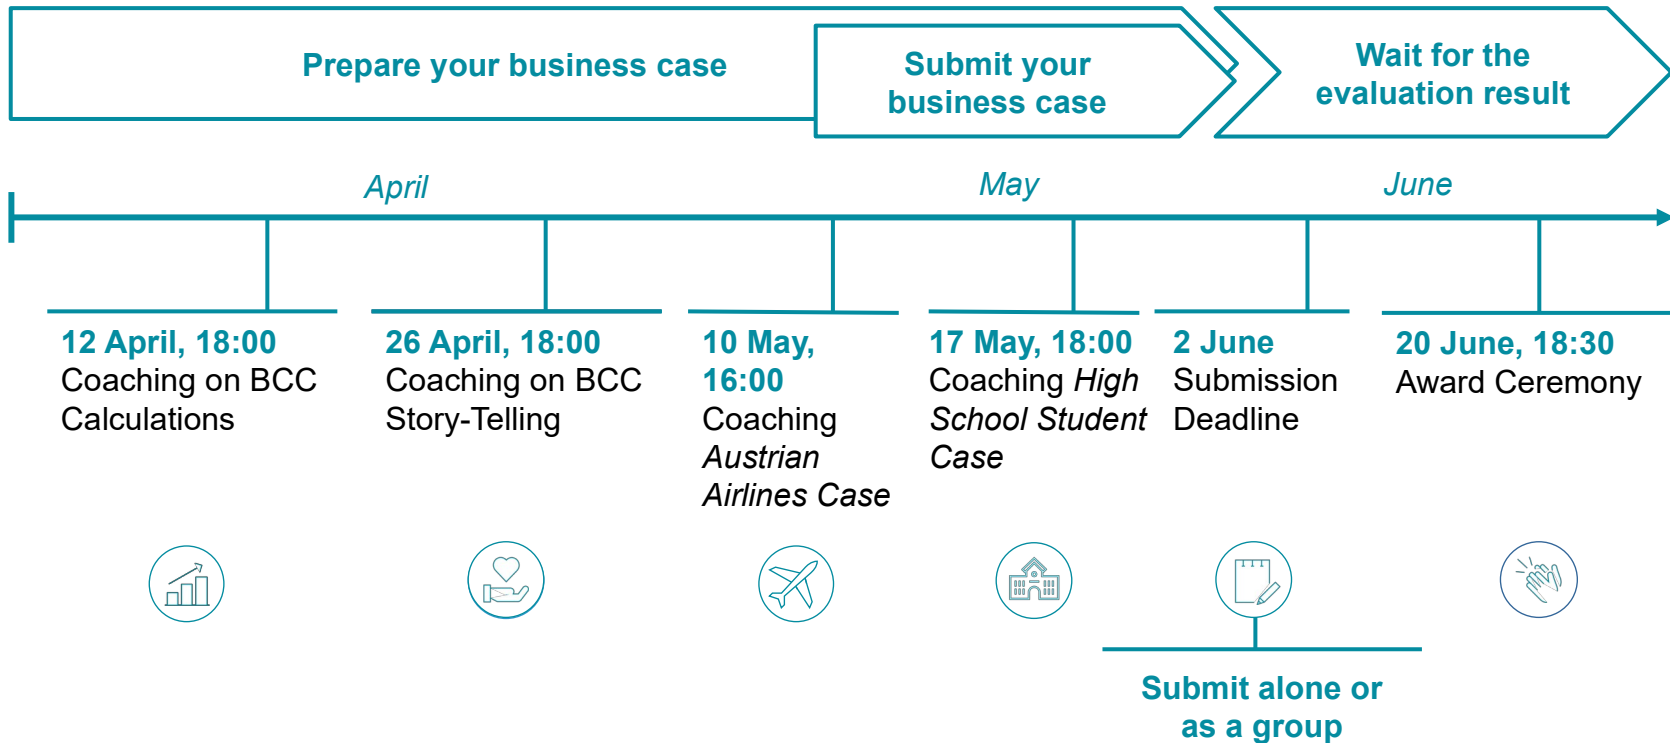 Prepare your business case
Submit your
business case
Wait for the
evaluation result
April
May
June
12 April, 18:00
Coaching on BCC
Calculations
26 April, 18:00
Coaching on BCC
Story-Telling
10 May,
16:00
Coaching
Austrian
Airlines Case
17 May, 18:00
Coaching High
School Student
Case
2 June
Submission
Deadline
20 June, 18:30
Award Ceremony
Submit alone or
as a group